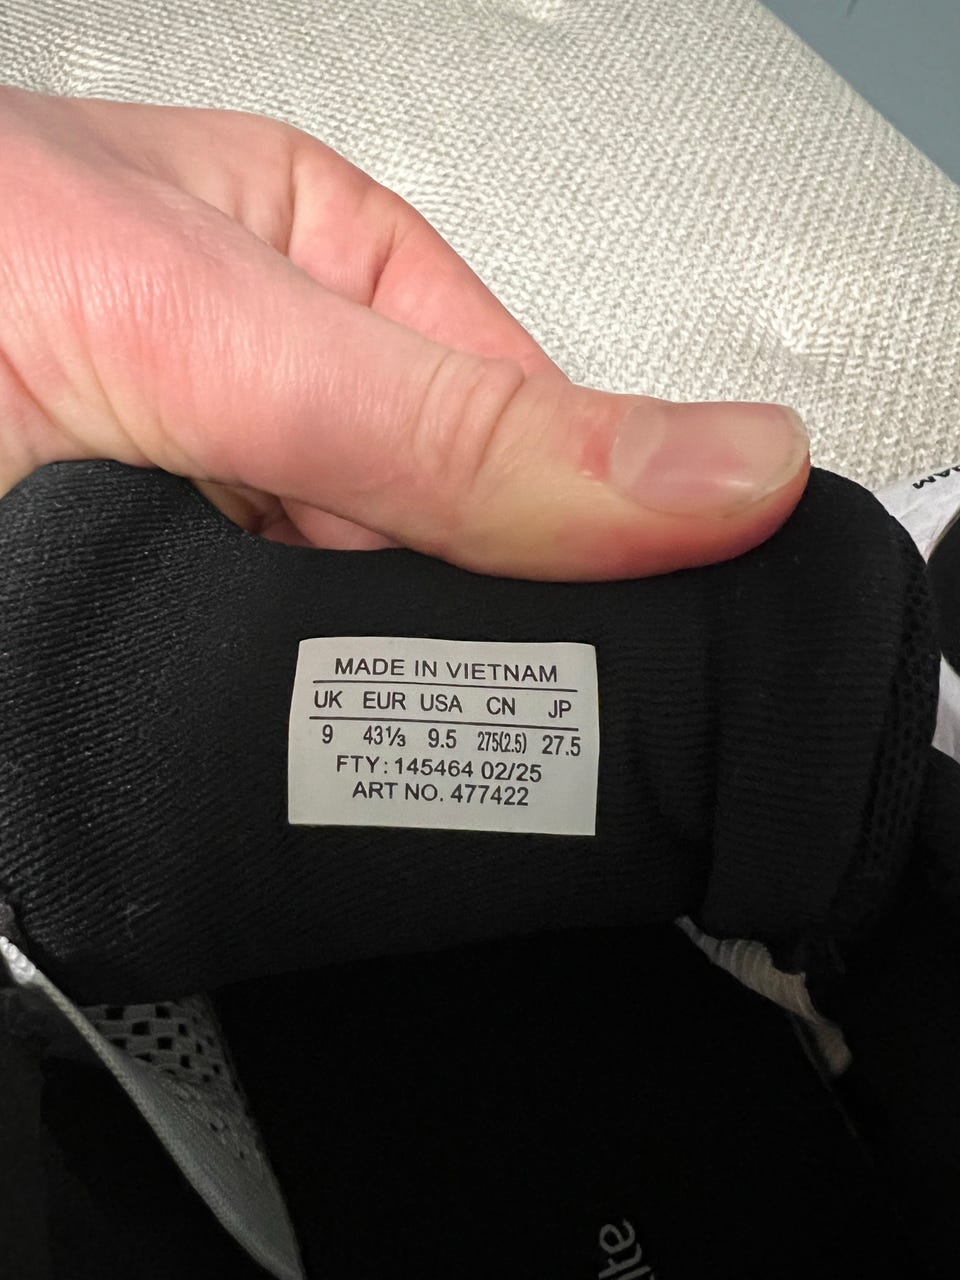 MADE IN VIETNAM
UK EUR USA CN JP
9 43⅓ 9.5 275(2.5) 27.5
FTY: 145464 02/25
ART NO. 477422